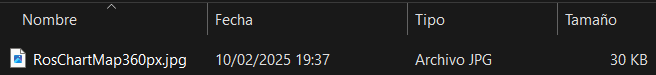 Nombre Fecha Tipo Tamaño
RosChartMap360px.jpg 10/02/2025 19:37 Archivo JPG 30 KB